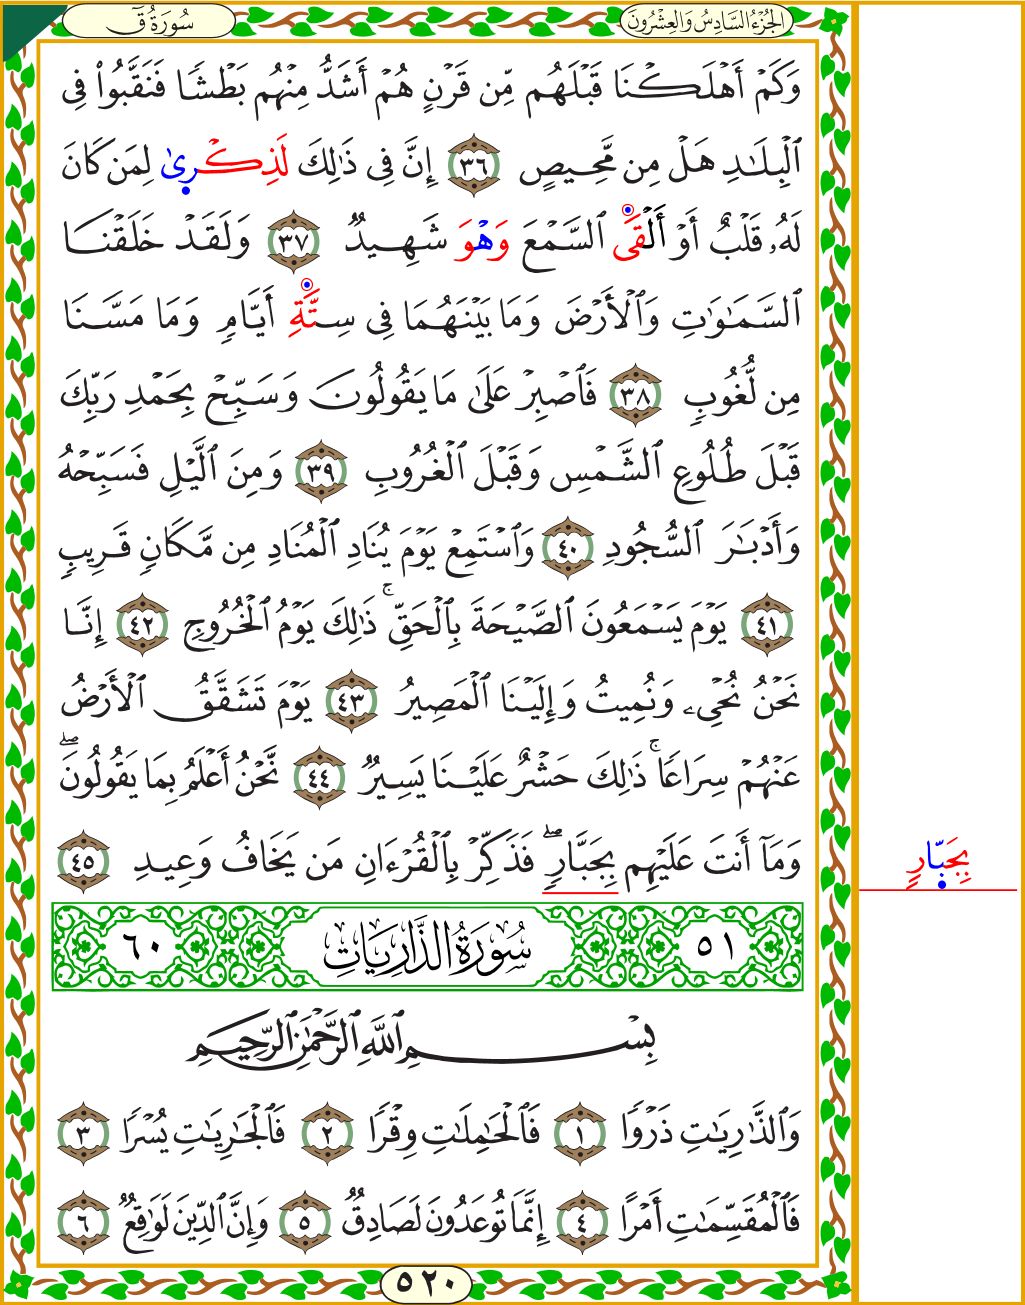 سُورَةُ قٓ
الجُزْءُ السَّادِسُ وَالعِشْرُونَ
وَكَمْ أَهْلَكْنَا قَبْلَهُم مِّن قَرْنٍ هُمْ أَشَدُّ مِنْهُم بَطْشًا فَنَقَّبُوا۟ فِى
ٱلْبِلَـٰدِ هَلْ مِن مَّحِيصٍ ٣٦ إِنَّ فِى ذَٰلِكَ لَذِكْرِىٰ لِمَن كَانَ
لَهُۥ قَلْبٌ أَوْ أَلْقَى ٱلسَّمْعَ وَهْوَ شَهِيدٌ ٣٧ وَلَقَدْ خَلَقْنَا
ٱلسَّمَـٰوَٰتِ وَٱلْأَرْضَ وَمَا بَيْنَهُمَا فِى سِتَّةِ أَيَّامٍ وَمَا مَسَّنَا
مِن لُّغُوبٍ ٣٨ فَٱصْبِرْ عَلَىٰ مَا يَقُولُونَ وَسَبِّحْ بِحَمْدِ رَبِّكَ
قَبْلَ طُلُوعِ ٱلشَّمْسِ وَقَبْلَ ٱلْغُرُوبِ ٣٩ وَمِنَ ٱلَّيْلِ فَسَبِّحْهُ
وَأَدْبَـٰرَ ٱلسُّجُودِ ٤٠ وَٱسْتَمِعْ يَوْمَ يُنَادِ ٱلْمُنَادِ مِن مَّكَانٍ قَرِيبٍ
٤١ يَوْمَ يَسْمَعُونَ ٱلصَّيْحَةَ بِٱلْحَقِّ ۚ ذَٰلِكَ يَوْمُ ٱلْخُرُوجِ ٤٢ إِنَّا
نَحْنُ نُحْىِۦ وَنُمِيتُ وَإِلَيْنَا ٱلْمَصِيرُ ٤٣ يَوْمَ تَشَقَّقُ ٱلْأَرْضُ
عَنْهُمْ سِرَاعًا ۚ ذَٰلِكَ حَشْرٌ عَلَيْنَا يَسِيرٌ ٤٤ نَّحْنُ أَعْلَمُ بِمَا يَقُولُونَ ۖ
وَمَآ أَنتَ عَلَيْهِم بِجَبَّارٍ ۖ فَذَكِّرْ بِٱلْقُرْءَانِ مَن يَخَافُ وَعِيدِ ٤٥
بِجَبَّارٍ
٥١ سُورَةُ الذَّارِيَاتِ ٦٠
بِسْمِ ٱللَّهِ ٱلرَّحْمَـٰنِ ٱلرَّحِيمِ
وَٱلذَّٰرِيَـٰتِ ذَرْوًا ١ فَٱلْحَـٰمِلَـٰتِ وِقْرًا ٢ فَٱلْجَـٰرِيَـٰتِ يُسْرًا ٣
فَٱلْمُقَسِّمَـٰتِ أَمْرًا ٤ إِنَّمَا تُوعَدُونَ لَصَادِقٌ ٥ وَإِنَّ ٱلدِّينَ لَوَٰقِعٌ ٦
٥٢٠